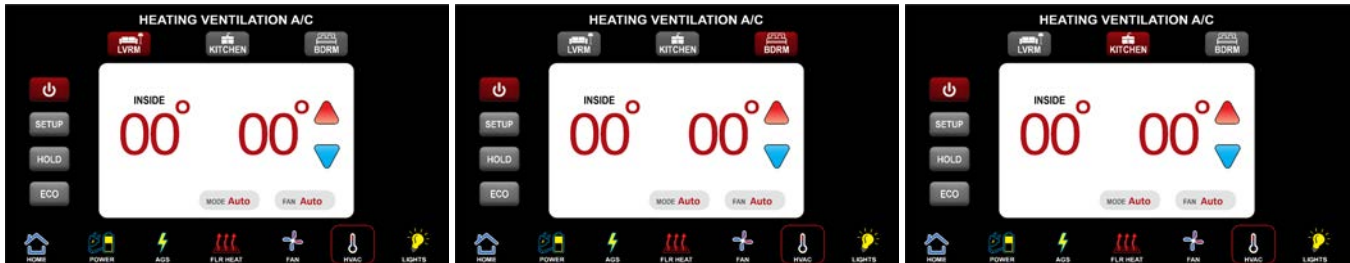 HEATING VENTILATION A/C
LVRM KITCHEN BDRM
SETUP
HOLD
ECO
INSIDE
00° 00°
MODE Auto FAN Auto
HOME POWER AGS FLR HEAT FAN HVAC LIGHTS
HEATING VENTILATION A/C
LVRM KITCHEN BDRM
SETUP
HOLD
ECO
INSIDE
00° 00°
MODE Auto FAN Auto
HOME POWER AGS FLR HEAT FAN HVAC LIGHTS
HEATING VENTILATION A/C
LVRM KITCHEN BDRM
SETUP
HOLD
ECO
INSIDE
00° 00°
MODE Auto FAN Auto
HOME POWER AGS FLR HEAT FAN HVAC LIGHTS